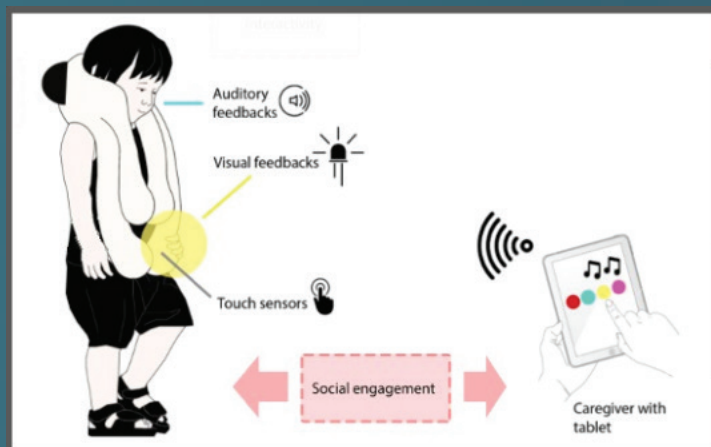 Auditory
feedbacks
Visual feedbacks
Touch sensors
Social engagement
Caregiver with
tablet